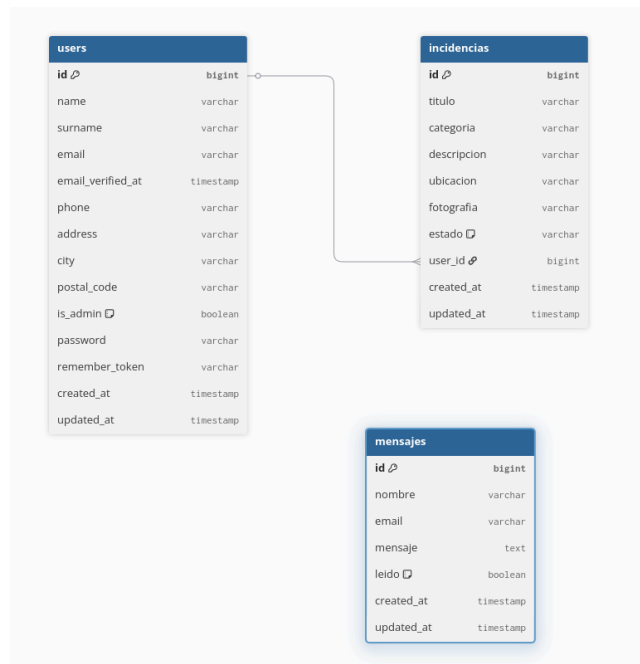 users
id bigint
name varchar
surname varchar
email varchar
email_verified_at timestamp
phone varchar
address varchar
city varchar
postal_code varchar
is_admin boolean
password varchar
remember_token varchar
created_at timestamp
updated_at timestamp
incidencias
id bigint
titulo varchar
categoria varchar
descripcion varchar
ubicacion varchar
fotografia varchar
estado varchar
user_id bigint
created_at timestamp
updated_at timestamp
mensajes
id bigint
nombre varchar
email varchar
mensaje text
leido boolean
created_at timestamp
updated_at timestamp